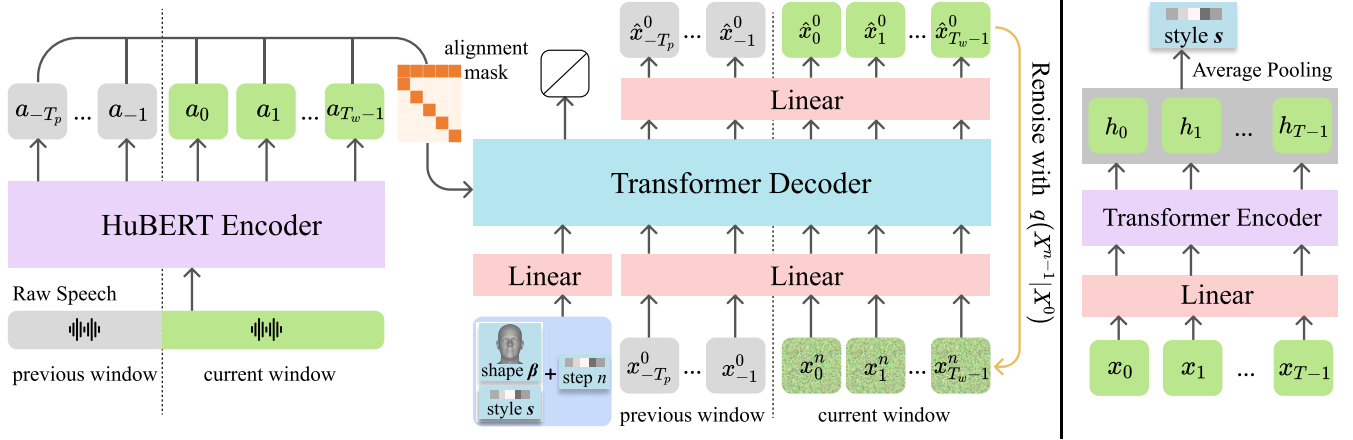 alignment
mask
a_{-T_p} ... a_{-1} a_0 a_1 ... a_{T_w-1}
HuBERT Encoder
Raw Speech
previous window current window
x̂^0_{-T_p} ... x̂^0_{-1} x̂^0_0 x̂^0_1 ... x̂^0_{T_w-1}
Linear
Transformer Decoder
Linear Linear
shape β + step n
style s
x^0_{-T_p} ... x^0_{-1} x^n_0 x^n_1 ... x^n_{T_w-1}
previous window current window
Renoise with q(X^{n-1}|X^0)
style s
Average Pooling
h_0 h_1 ... h_{T-1}
Transformer Encoder
Linear
x_0 x_1 ... x_{T-1}